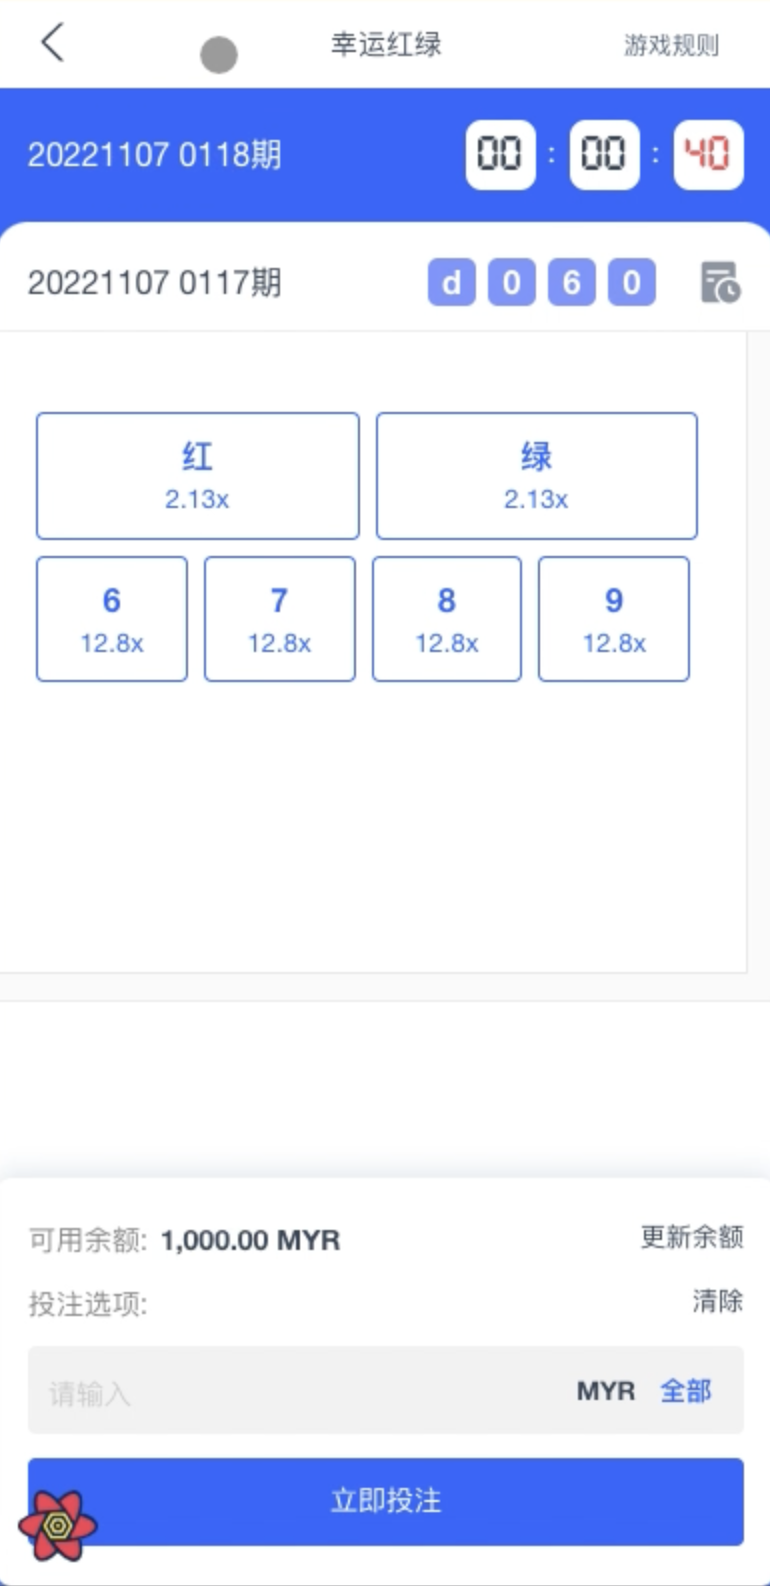 幸运红绿 游戏规则
20221107 0118期 00 : 00 : 40
20221107 0117期 d 0 6 0
红 绿
2.13x 2.13x
6 7 8 9
12.8x 12.8x 12.8x 12.8x
可用余额: 1,000.00 MYR 更新余额
投注选项: 清除
请输入 MYR 全部
立即投注